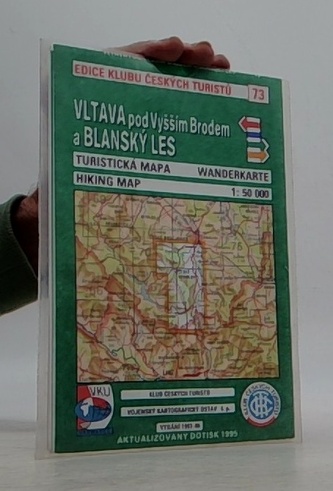 EDICE KLUBU ČESKÝCH TURISTŮ 73
VLTAVA pod Vyšším Brodem
a BLANSKÝ LES
TURISTICKÁ MAPA WANDERKARTE
HIKING MAP 1:50 000
KLUB ČESKÝCH TURISTŮ
VOJENSKÝ KARTOGRAFICKÝ ÚSTAV s. p.
VKÚ
AKTUALIZOVANÝ DOTISK 1995